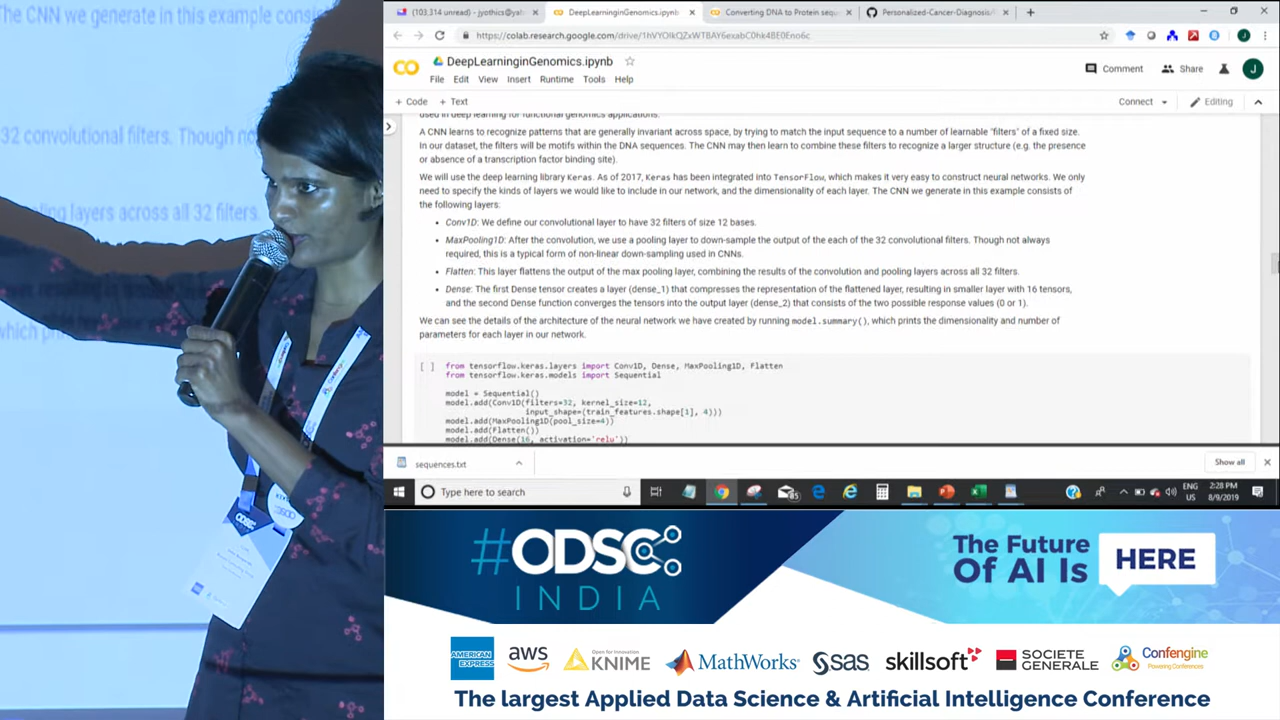 The CNN we generate in this example consis
32 convolutional filters. Though no
ling layers across all 32 filters.
which pri
(103,314 unread) - jyothics@yah
DeepLearninginGenomics.ipynb
Converting DNA to Protein sequ
Personalized-Cancer-Diagnosis/
DeepLearninginGenomics.ipynb
File Edit View Insert Runtime Tools Help
Comment
Share
J
+ Code + Text
Connect
Editing
used in deep learning for functional genomics applications.
A CNN learns to recognize patterns that are generally invariant across space, by trying to match the input sequence to a number of learnable "filters" of a fixed size.
In our dataset, the filters will be motifs within the DNA sequences. The CNN may then learn to combine these filters to recognize a larger structure (e.g. the presence
or absence of a transcription factor binding site).
We will use the deep learning library Keras. As of 2017, Keras has been integrated into TensorFlow, which makes it very easy to construct neural networks. We only
need to specify the kinds of layers we would like to include in our network, and the dimensionality of each layer. The CNN we generate in this example consists of
the following layers:
• Conv1D: We define our convolutional layer to have 32 filters of size 12 bases.
• MaxPooling1D: After the convolution, we use a pooling layer to down-sample the output of the each of the 32 convolutional filters. Though not always
required, this is a typical form of non-linear down-sampling used in CNNs.
• Flatten: This layer flattens the output of the max pooling layer, combining the results of the convolution and pooling layers across all 32 filters.
• Dense: The first Dense tensor creates a layer (dense_1) that compresses the representation of the flattened layer, resulting in smaller layer with 16 tensors,
and the second Dense function converges the tensors into the output layer (dense_2) that consists of the two possible response values (0 or 1).
We can see the details of the architecture of the neural network we have created by running model.summary(), which prints the dimensionality and number of
parameters for each layer in our network.
[ ] from tensorflow.keras.layers import Conv1D, Dense, MaxPooling1D, Flatten
from tensorflow.keras.models import Sequential
model = Sequential()
model.add(Conv1D(filters=32, kernel_size=12,
input_shape=(train_features.shape[1], 4)))
model.add(MaxPooling1D(pool_size=4))
model.add(Flatten())
model.add(Dense(16, activation='relu'))
sequences.txt
Show all
Type here to search
ENG
US
2:28 PM
8/9/2019
#ODSC
INDIA
The Future
Of AI Is
HERE
AMERICAN
EXPRESS
aws
Open for Innovation
KNIME
MathWorks
sas
skillsoft
SOCIETE
GENERALE
Confengine
Powering Conferences
The largest Applied Data Science & Artificial Intelligence Conference